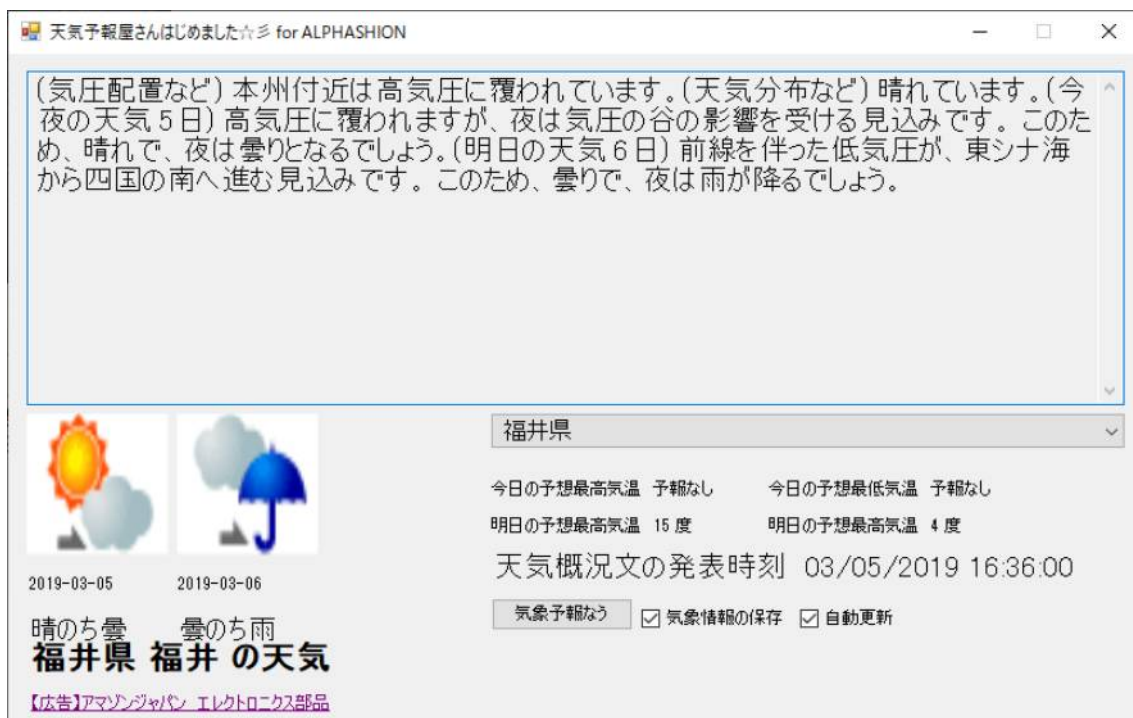 天気予報屋さんはじめました☆彡 for ALPHASHION
(気圧配置など) 本州付近は高気圧に覆われています。(天気分布など) 晴れています。(今
夜の天気５日) 高気圧に覆われますが、夜は気圧の谷の影響を受ける見込みです。このた
め、晴れで、夜は曇りとなるでしょう。(明日の天気６日) 前線を伴った低気圧が、東シナ海
から四国の南へ進む見込みです。このため、曇りで、夜は雨が降るでしょう。
福井県
今日の予想最高気温 予報なし 今日の予想最低気温 予報なし
明日の予想最高気温 15 度 明日の予想最高気温 4 度
天気概況文の発表時刻 03/05/2019 16:36:00
気象予報なう 気象情報の保存 自動更新
2019-03-05 2019-03-06
晴のち曇 曇のち雨
福井県 福井 の天気
【広告】アマゾンジャパン エレクトロニクス部品